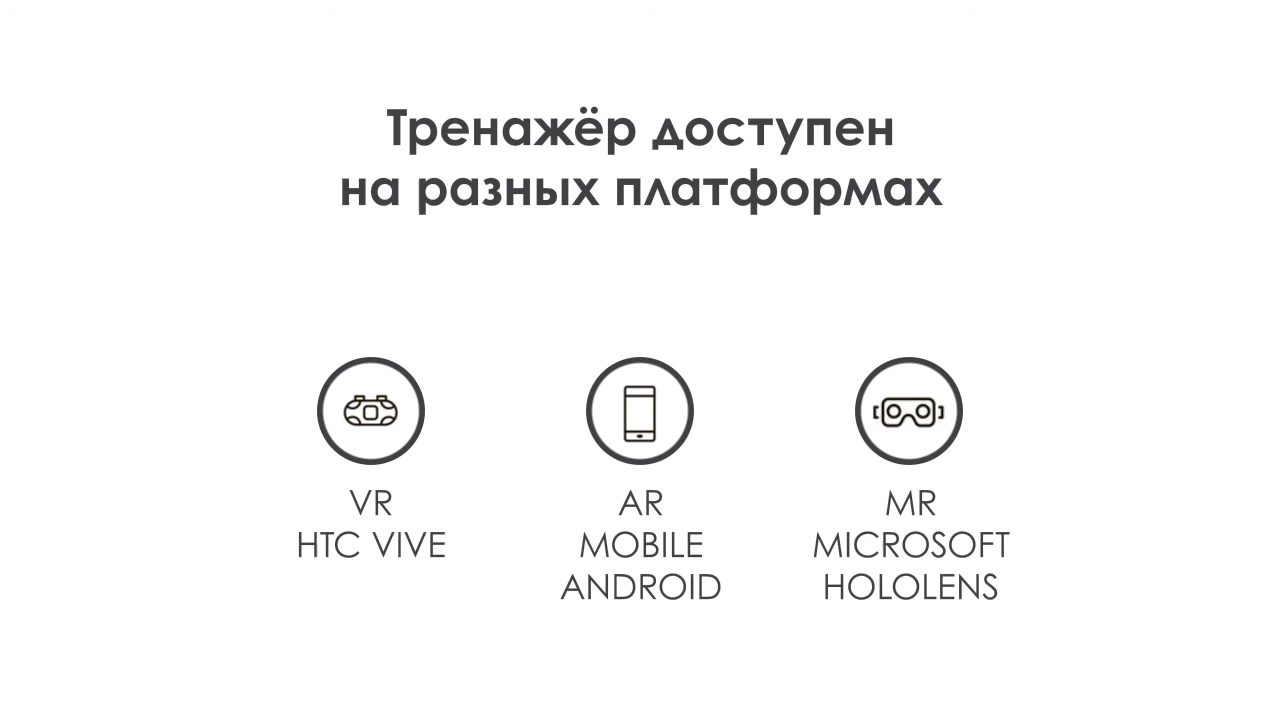 Тренажёр доступен
на разных платформах
VR
HTC VIVE
AR
MOBILE
ANDROID
MR
MICROSOFT
HOLOLENS